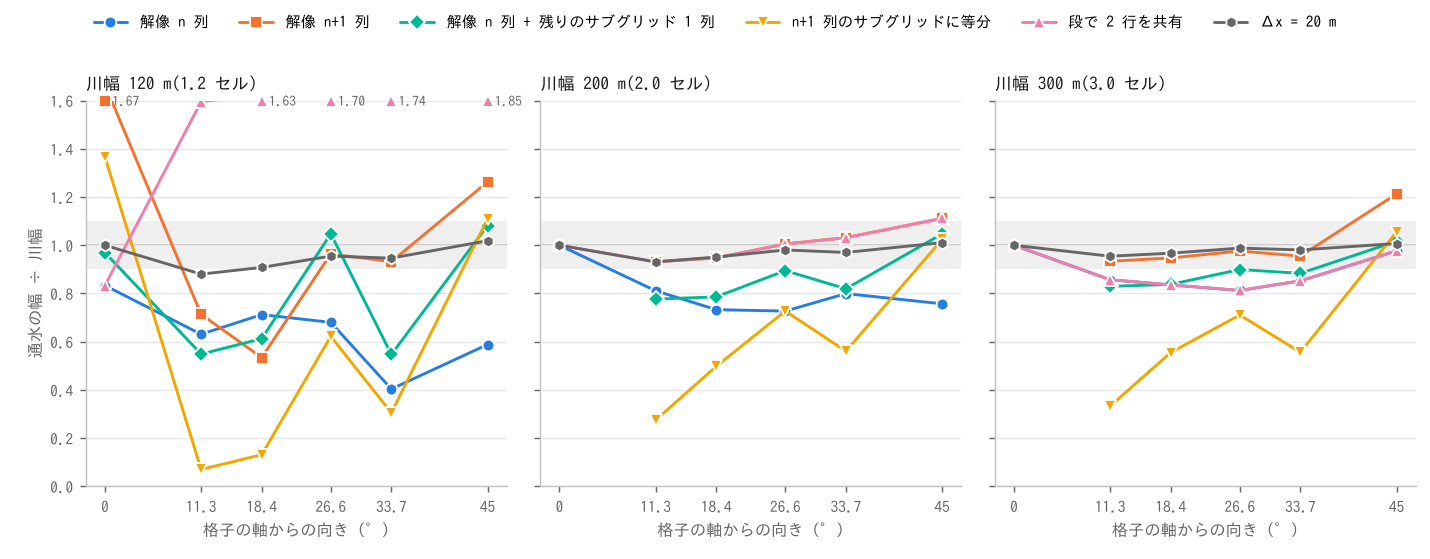 解像 n 列 解像 n+1 列 解像 n 列 + 残りのサブグリッド 1 列 n+1 列のサブグリッドに等分 段で 2 行を共有 Δx = 20 m
川幅 120 m(1.2 セル) 川幅 200 m(2.0 セル) 川幅 300 m(3.0 セル)
1.6 1.67 1.63 1.70 1.74 1.85
1.4
1.2
1.0
0.8
0.6
0.4
0.2
0.0
通水の幅 ÷ 川幅
0 11.3 18.4 26.6 33.7 45 0 11.3 18.4 26.6 33.7 45 0 11.3 18.4 26.6 33.7 45
格子の軸からの向き (°) 格子の軸からの向き (°) 格子の軸からの向き (°)